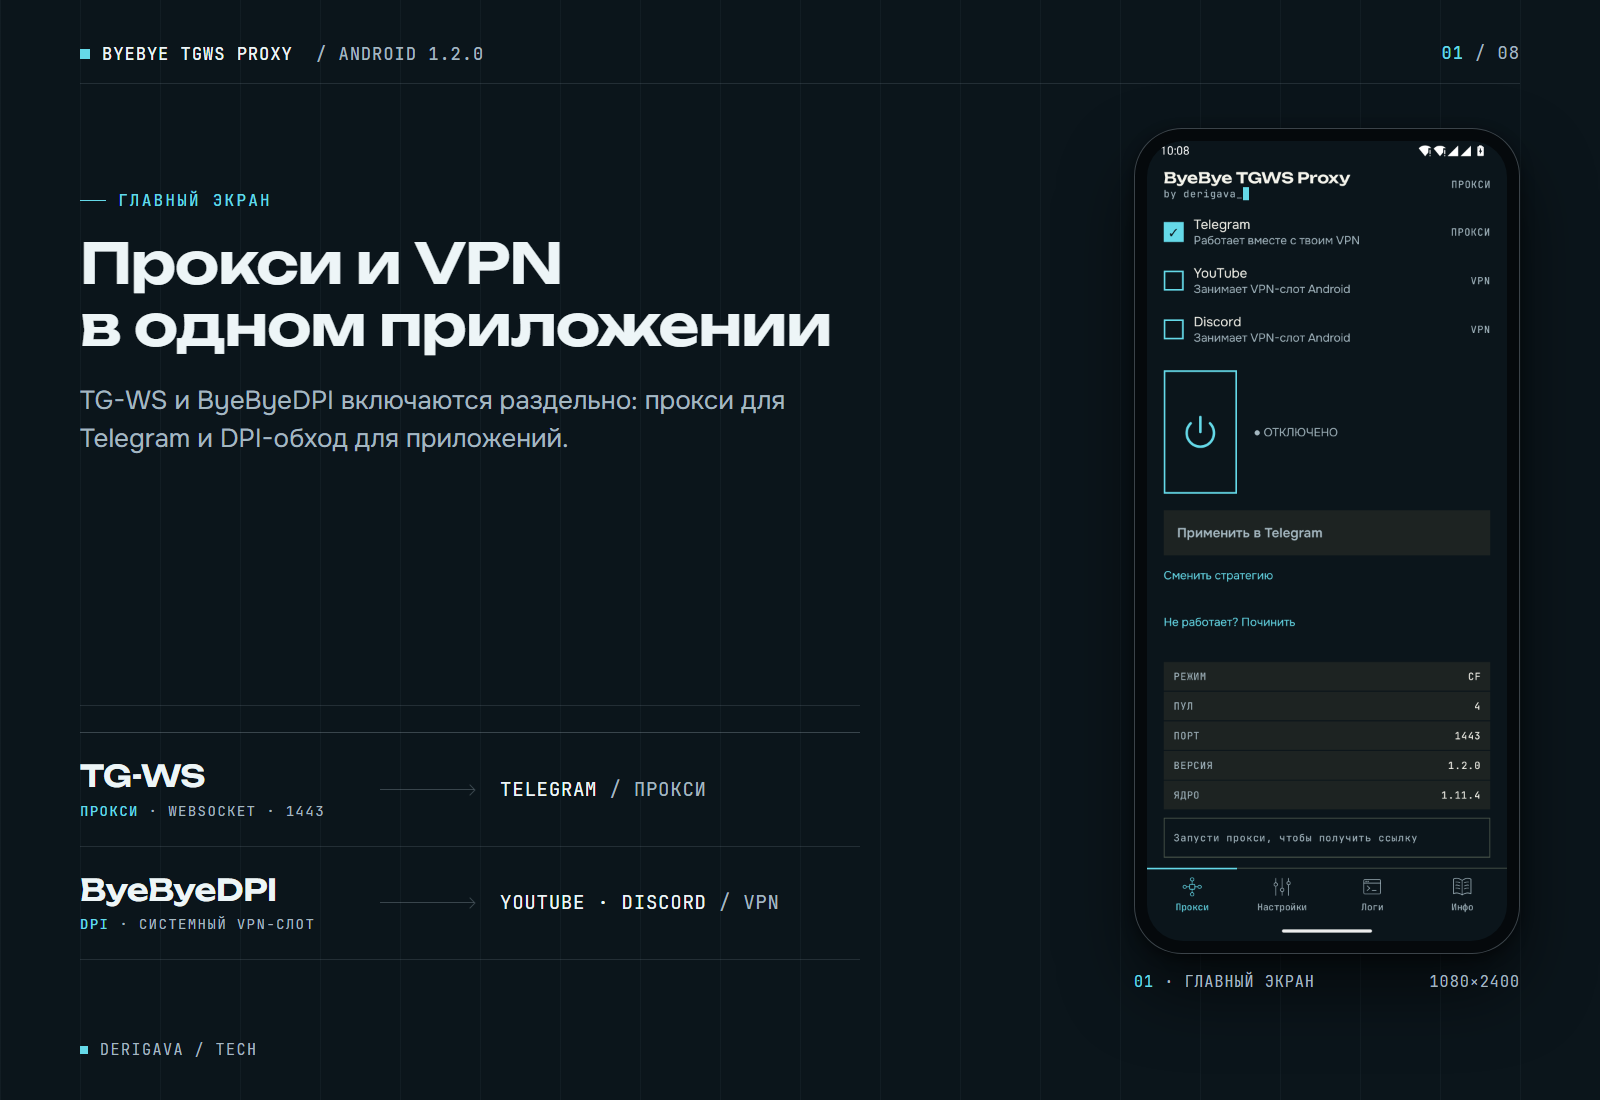 BYEBYE TGWS PROXY / ANDROID 1.2.0
01 / 08
ГЛАВНЫЙ ЭКРАН
Прокси и VPN
в одном приложении
TG-WS и ByeByeDPI включаются раздельно: прокси для
Telegram и DPI-обход для приложений.
TG-WS
ПРОКСИ · WEBSOCKET · 1443
TELEGRAM / ПРОКСИ
ByeByeDPI
DPI · СИСТЕМНЫЙ VPN-СЛОТ
YOUTUBE · DISCORD / VPN
10:08
ByeBye TGWS Proxy
by derigava_
ПРОКСИ
Telegram
Работает вместе с твоим VPN
ПРОКСИ
YouTube
Занимает VPN-слот Android
VPN
Discord
Занимает VPN-слот Android
VPN
● ОТКЛЮЧЕНО
Применить в Telegram
Сменить стратегию
Не работает? Починить
РЕЖИМ CF
ПУЛ 4
ПОРТ 1443
ВЕРСИЯ 1.2.0
ЯДРО 1.11.4
Запусти прокси, чтобы получить ссылку
Прокси Настройки Логи Инфо
01 · ГЛАВНЫЙ ЭКРАН 1080×2400
DERIGAVA / TECH